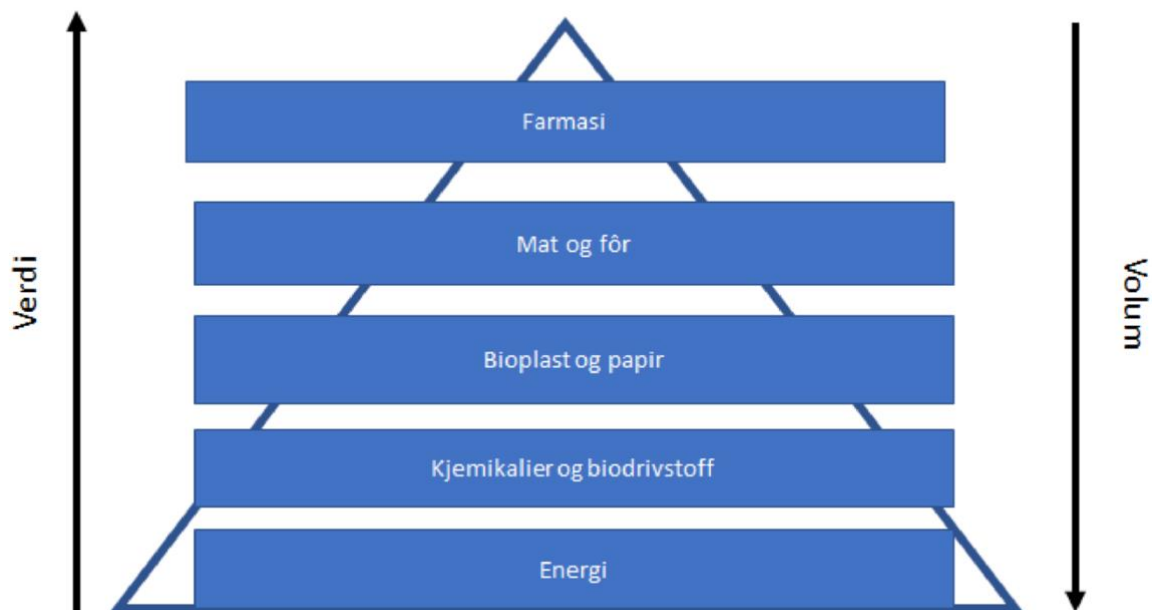 Farmasi
Mat og fôr
Verdi
Volum
Bioplast og papir
Kjemikalier og biodrivstoff
Energi